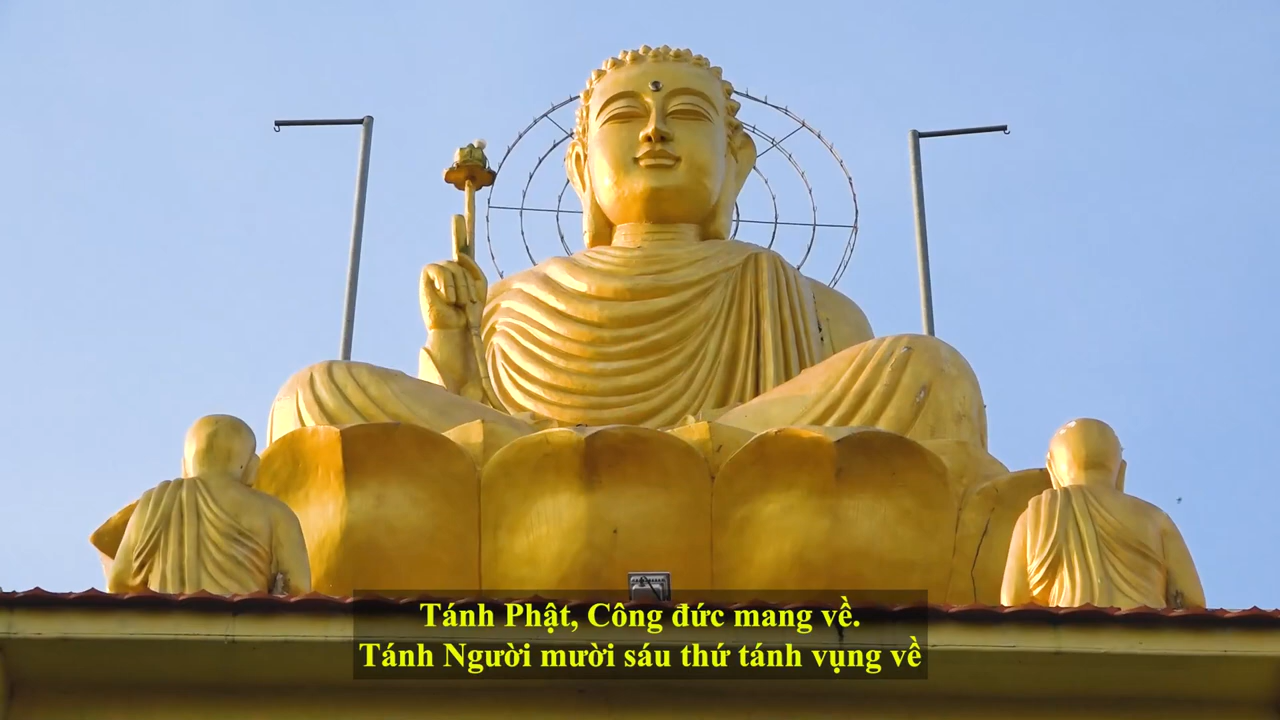 Tánh Phật, Công đức mang về.
Tánh Người mười sáu thứ tánh vụng về